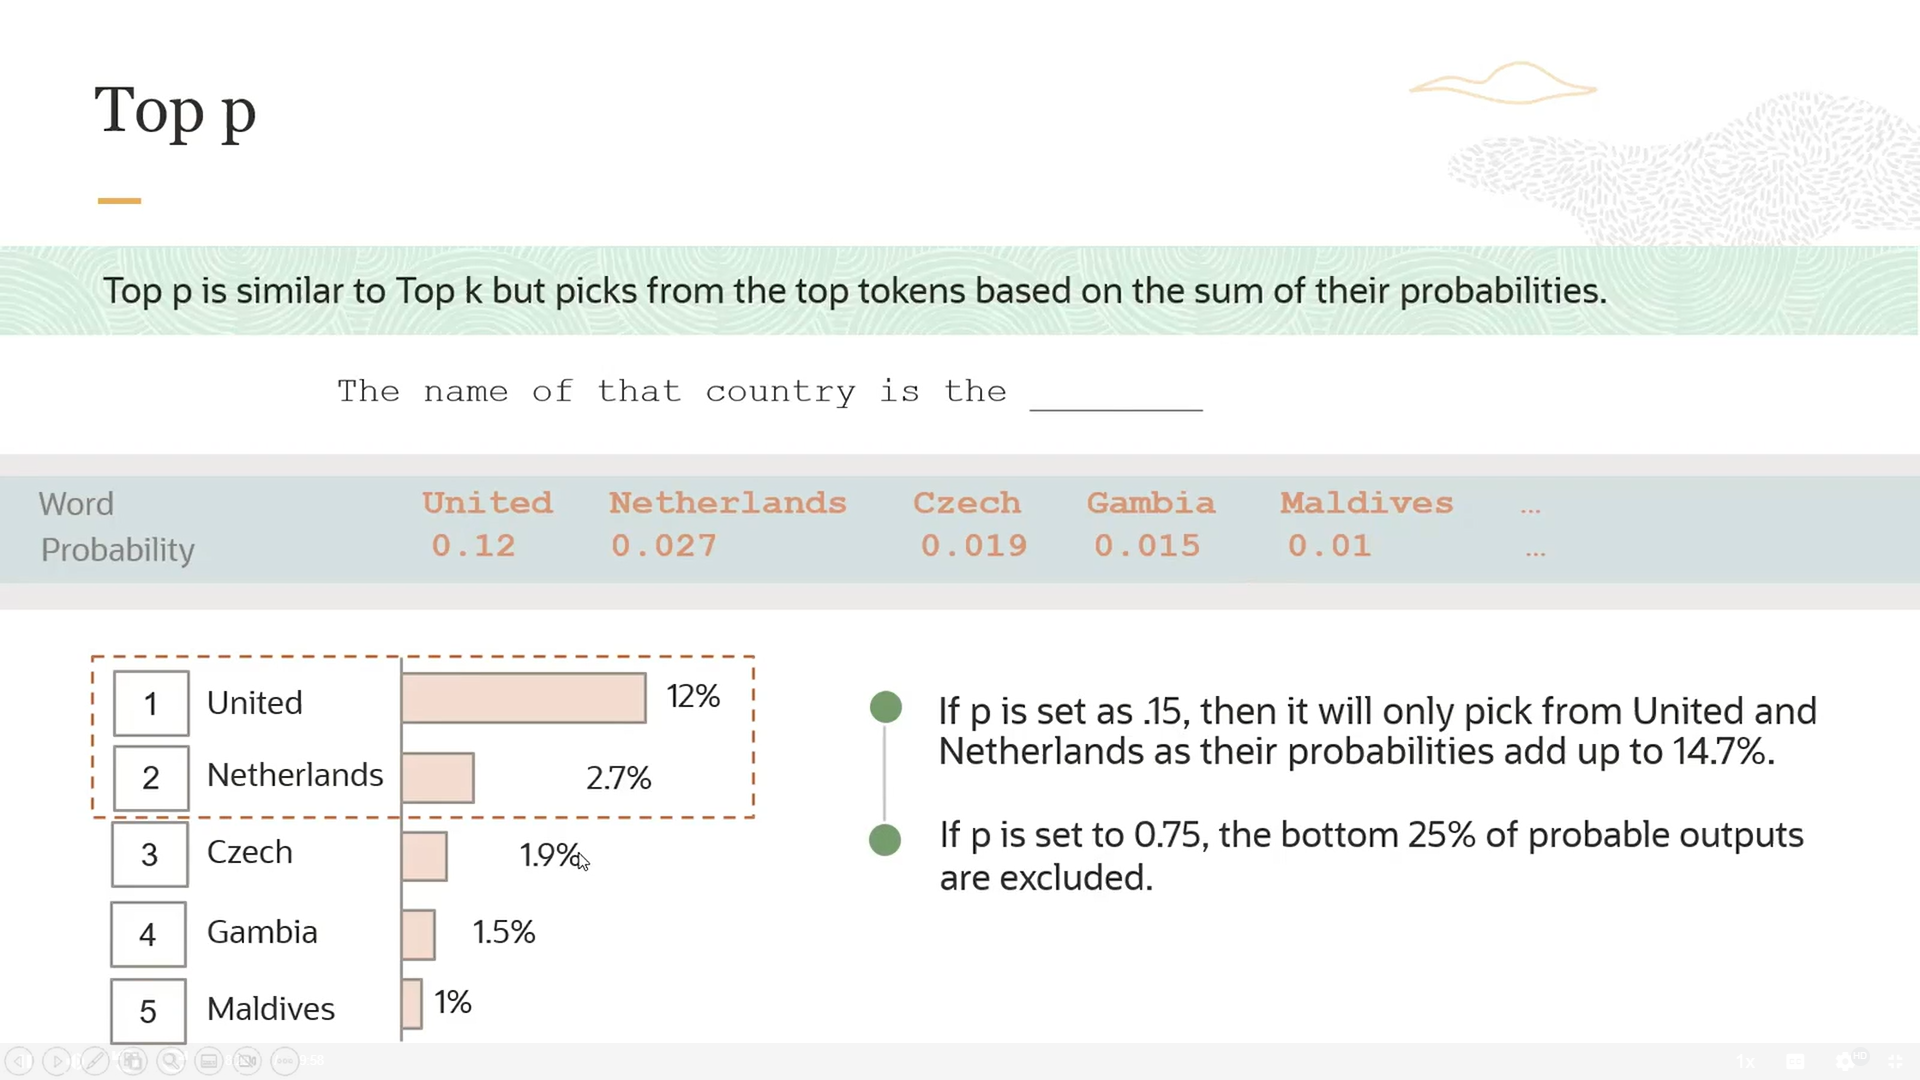 Top p
Top p is similar to Top k but picks from the top tokens based on the sum of their probabilities.
The name of that country is the ________
Word United Netherlands Czech Gambia Maldives ...
Probability 0.12 0.027 0.019 0.015 0.01 ...
1 United 12%
2 Netherlands 2.7%
3 Czech 1.9%
4 Gambia 1.5%
5 Maldives 1%
If p is set as .15, then it will only pick from United and
Netherlands as their probabilities add up to 14.7%.
If p is set to 0.75, the bottom 25% of probable outputs
are excluded.
1x
HD